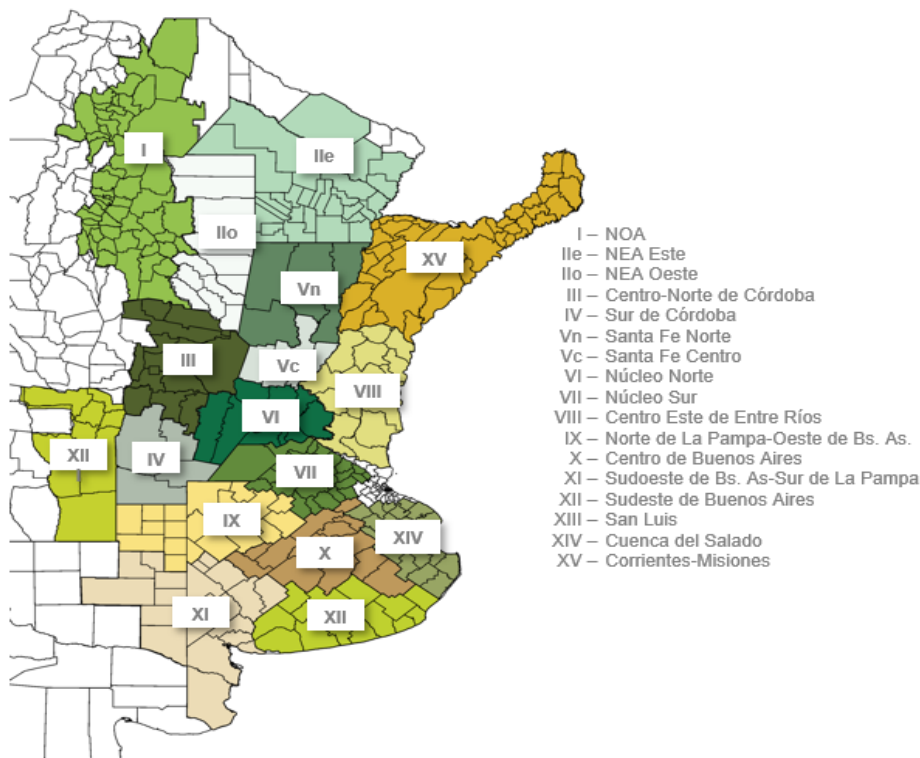 I
IIe
IIo
XV
Vn
III
Vc
VIII
VI
XII
IV
VII
IX
XIV
X
XI
XII
I – NOA
IIe – NEA Este
IIo – NEA Oeste
III – Centro-Norte de Córdoba
IV – Sur de Córdoba
Vn – Santa Fe Norte
Vc – Santa Fe Centro
VI – Núcleo Norte
VII – Núcleo Sur
VIII – Centro Este de Entre Ríos
IX – Norte de La Pampa-Oeste de Bs. As.
X – Centro de Buenos Aires
XI – Sudoeste de Bs. As-Sur de La Pampa
XII – Sudeste de Buenos Aires
XIII – San Luis
XIV – Cuenca del Salado
XV – Corrientes-Misiones